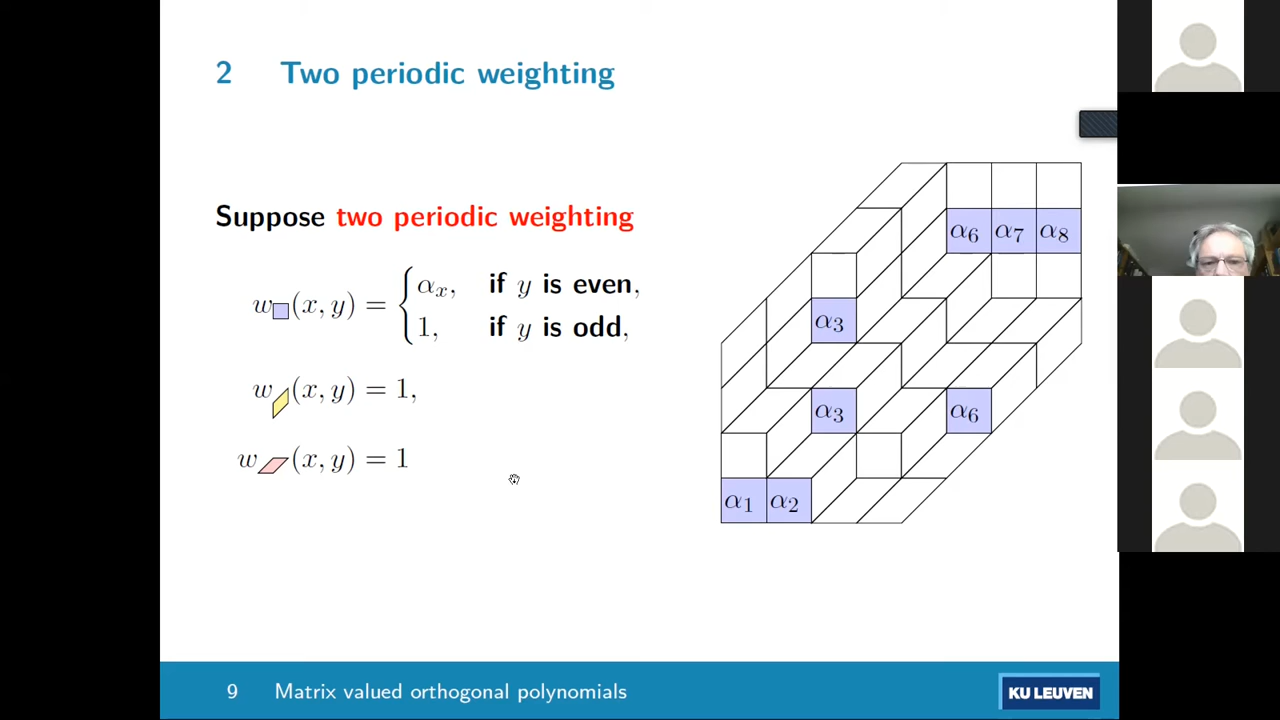 2 Two periodic weighting
Suppose two periodic weighting
w□(x, y) = { αₓ, if y is even,
1, if y is odd,
w▱(x, y) = 1,
w▱(x, y) = 1
α₆ α₇ α₈
α₃
α₃ α₆
α₁ α₂
9 Matrix valued orthogonal polynomials
KU LEUVEN